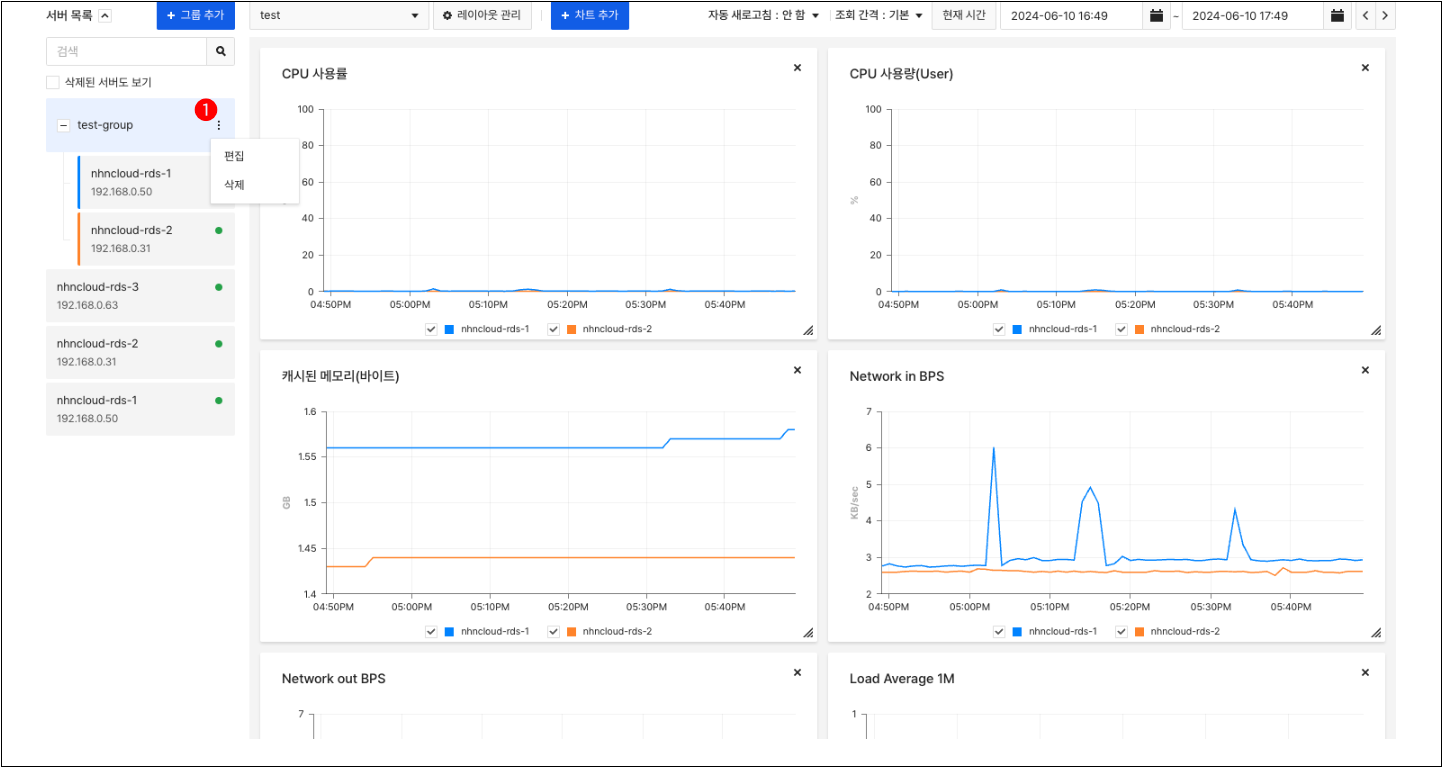 서버 목록
+ 그룹 추가
test
레이아웃 관리
+ 차트 추가
자동 새로고침 : 안 함
조회 간격 : 기본
현재 시간
2024-06-10 16:49
~
2024-06-10 17:49
검색
삭제된 서버도 보기
1
test-group
편집
삭제
nhncloud-rds-1
192.168.0.50
nhncloud-rds-2
192.168.0.31
nhncloud-rds-3
192.168.0.63
nhncloud-rds-2
192.168.0.31
nhncloud-rds-1
192.168.0.50
CPU 사용률
100
80
60
40
20
0
04:50PM 05:00PM 05:10PM 05:20PM 05:30PM 05:40PM
nhncloud-rds-1 nhncloud-rds-2
CPU 사용량(User)
%
100
80
60
40
20
0
04:50PM 05:00PM 05:10PM 05:20PM 05:30PM 05:40PM
nhncloud-rds-1 nhncloud-rds-2
캐시된 메모리(바이트)
GB
1.6
1.55
1.5
1.45
1.4
04:50PM 05:00PM 05:10PM 05:20PM 05:30PM 05:40PM
nhncloud-rds-1 nhncloud-rds-2
Network in BPS
KB/sec
7
6
5
4
3
2
04:50PM 05:00PM 05:10PM 05:20PM 05:30PM 05:40PM
nhncloud-rds-1 nhncloud-rds-2
Network out BPS
7
Load Average 1M
1